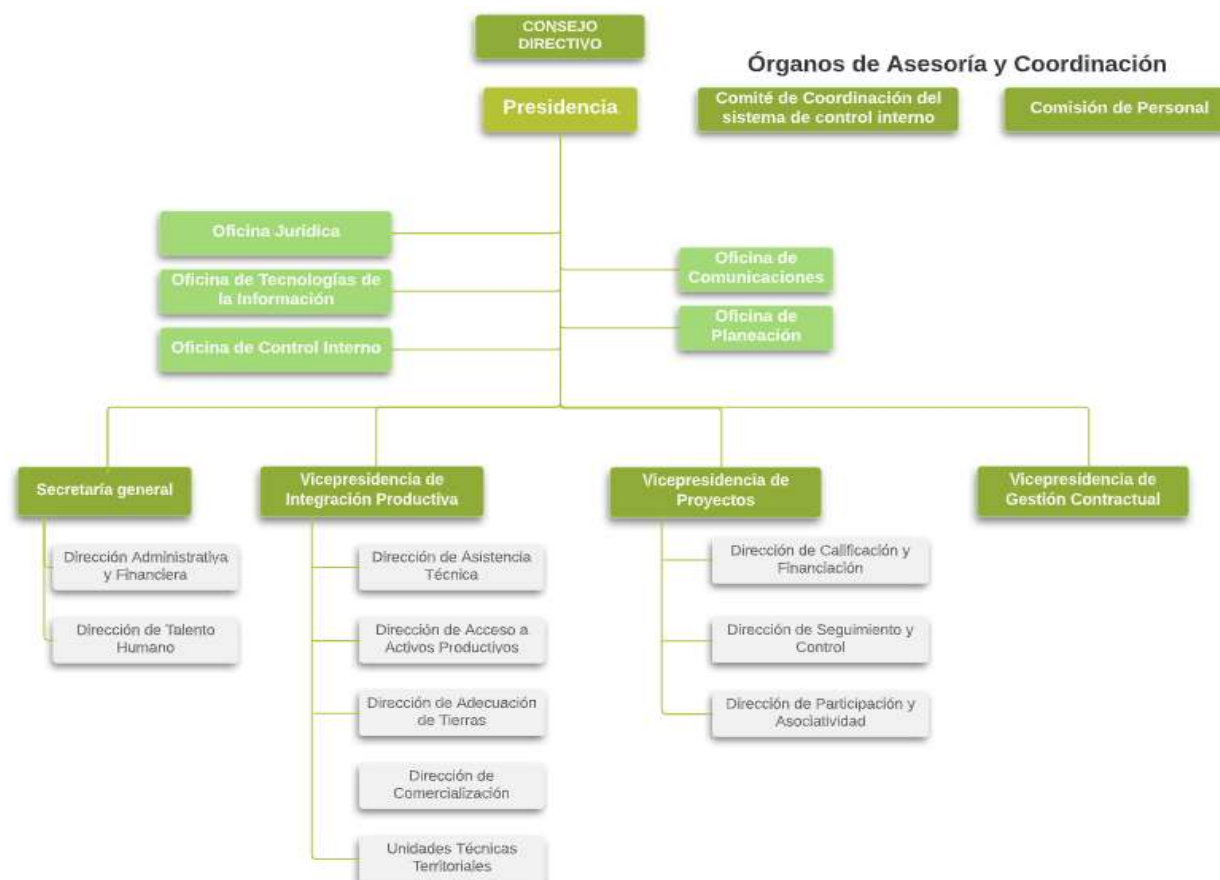 CONSEJO
DIRECTIVO
Órganos de Asesoría y Coordinación
Presidencia
Comité de Coordinación del
sistema de control interno
Comisión de Personal
Oficina Jurídica
Oficina de Tecnologías de
la Información
Oficina de Control Interno
Oficina de
Comunicaciones
Oficina de
Planeación
Secretaría general
Dirección Administrativa
y Financiera
Dirección de Talento
Humano
Vicepresidencia de
Integración Productiva
Dirección de Asistencia
Técnica
Dirección de Acceso a
Activos Productivos
Dirección de Adecuación
de Tierras
Dirección de
Comercialización
Unidades Técnicas
Territoriales
Vicepresidencia de
Proyectos
Dirección de Calificación y
Financiación
Dirección de Seguimiento y
Control
Dirección de Participación y
Asociatividad
Vicepresidencia de
Gestión Contractual